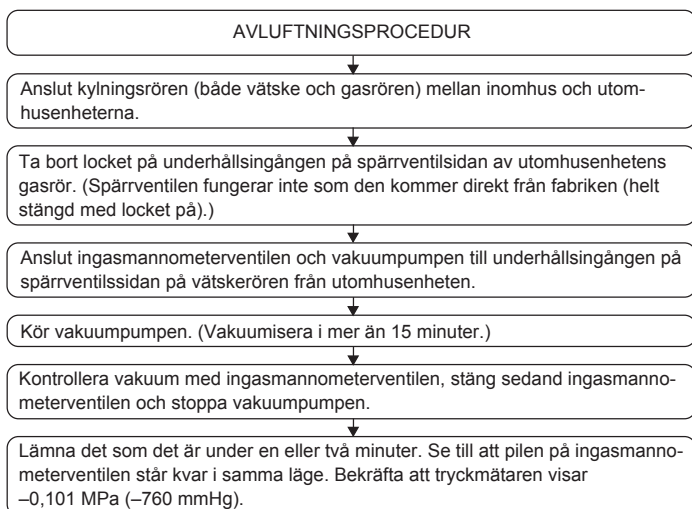 AVLUFTNINGSPROCEDUR
Anslut kylningsrören (både vätske och gasrören) mellan inomhus och utom-
husenheterna.
Ta bort locket på underhållsingången på spärrventilsidan av utomhusenhetens
gasrör. (Spärrventilen fungerar inte som den kommer direkt från fabriken (helt
stängd med locket på).)
Anslut ingasmannometerventilen och vakuumpumpen till underhållsingången på
spärrventilssidan på vätskerören från utomhusenheten.
Kör vakuumpumpen. (Vakuumisera i mer än 15 minuter.)
Kontrollera vakuum med ingasmannometerventilen, stäng sedand ingasmanno-
meterventilen och stoppa vakuumpumpen.
Lämna det som det är under en eller två minuter. Se till att pilen på ingasmanno-
meterventilen står kvar i samma läge. Bekräfta att tryckmätaren visar
–0,101 MPa (–760 mmHg).